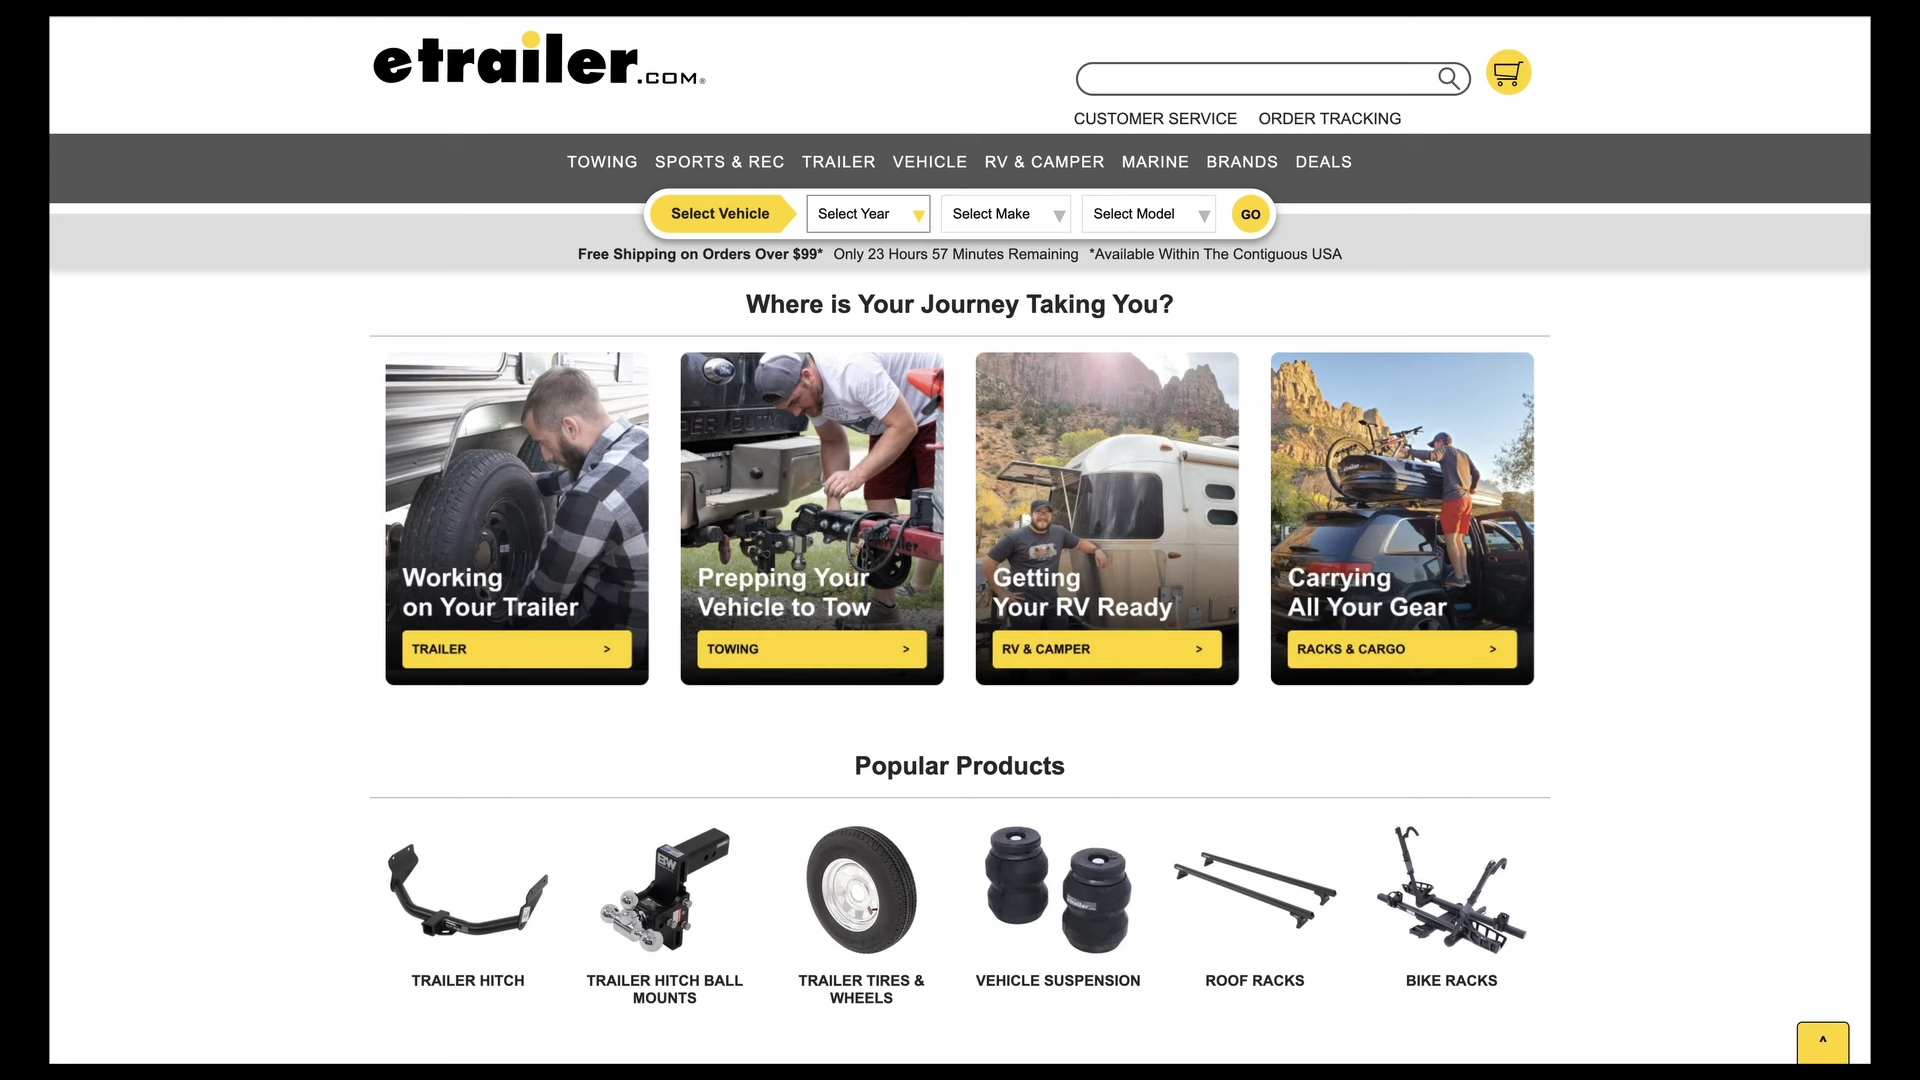 etrailer.com®
CUSTOMER SERVICE ORDER TRACKING
TOWING SPORTS & REC TRAILER VEHICLE RV & CAMPER MARINE BRANDS DEALS
Select Vehicle Select Year Select Make Select Model GO
Free Shipping on Orders Over $99* Only 23 Hours 57 Minutes Remaining *Available Within The Contiguous USA
Where is Your Journey Taking You?
Working
on Your Trailer
TRAILER >
Prepping Your
Vehicle to Tow
TOWING >
Getting
Your RV Ready
RV & CAMPER >
Carrying
All Your Gear
RACKS & CARGO >
Popular Products
BW
etrailer
TRAILER HITCH
TRAILER HITCH BALL
MOUNTS
TRAILER TIRES &
WHEELS
VEHICLE SUSPENSION
ROOF RACKS
BIKE RACKS
^